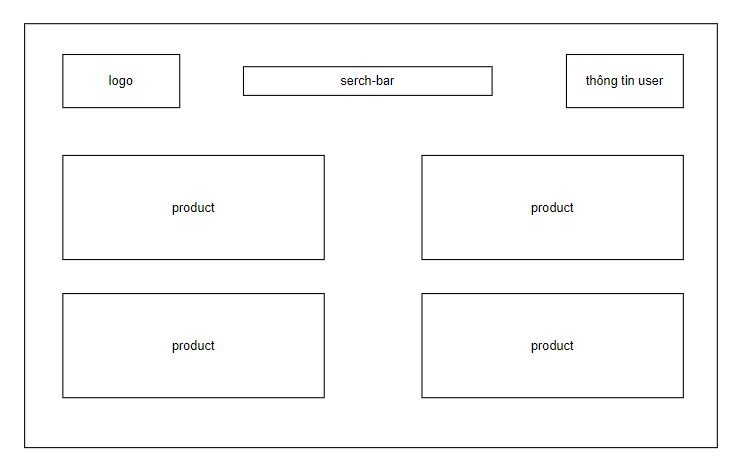 logo
serch-bar
thông tin user
product
product
product
product